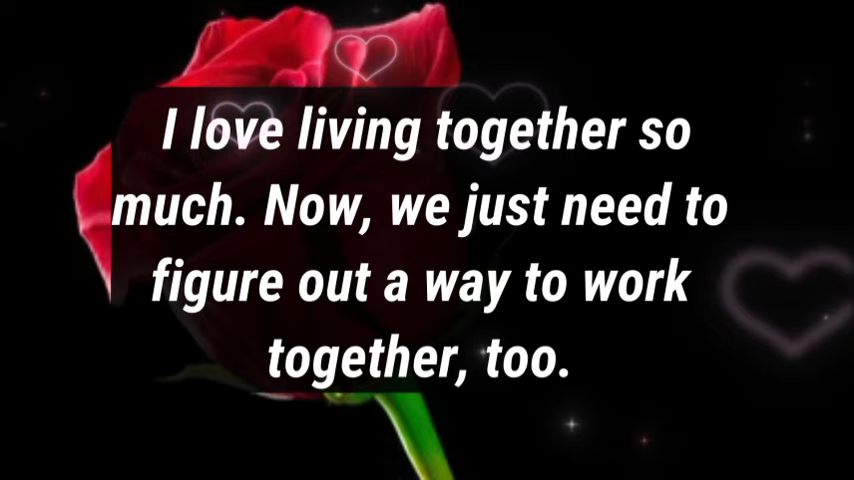 I love living together so
much. Now, we just need to
figure out a way to work
together, too.